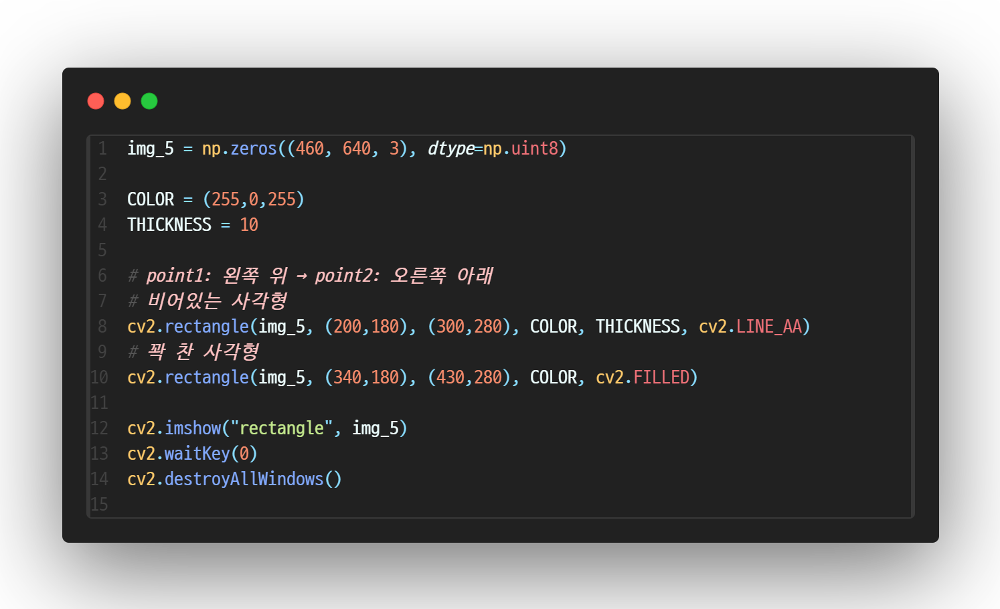 1 img_5 = np.zeros((460, 640, 3), dtype=np.uint8)
2
3 COLOR = (255,0,255)
4 THICKNESS = 10
5
6 # point1: 왼쪽 위 → point2: 오른쪽 아래
7 # 비어있는 사각형
8 cv2.rectangle(img_5, (200,180), (300,280), COLOR, THICKNESS, cv2.LINE_AA)
9 # 꽉 찬 사각형
10 cv2.rectangle(img_5, (340,180), (430,280), COLOR, cv2.FILLED)
11
12 cv2.imshow("rectangle", img_5)
13 cv2.waitKey(0)
14 cv2.destroyAllWindows()
15